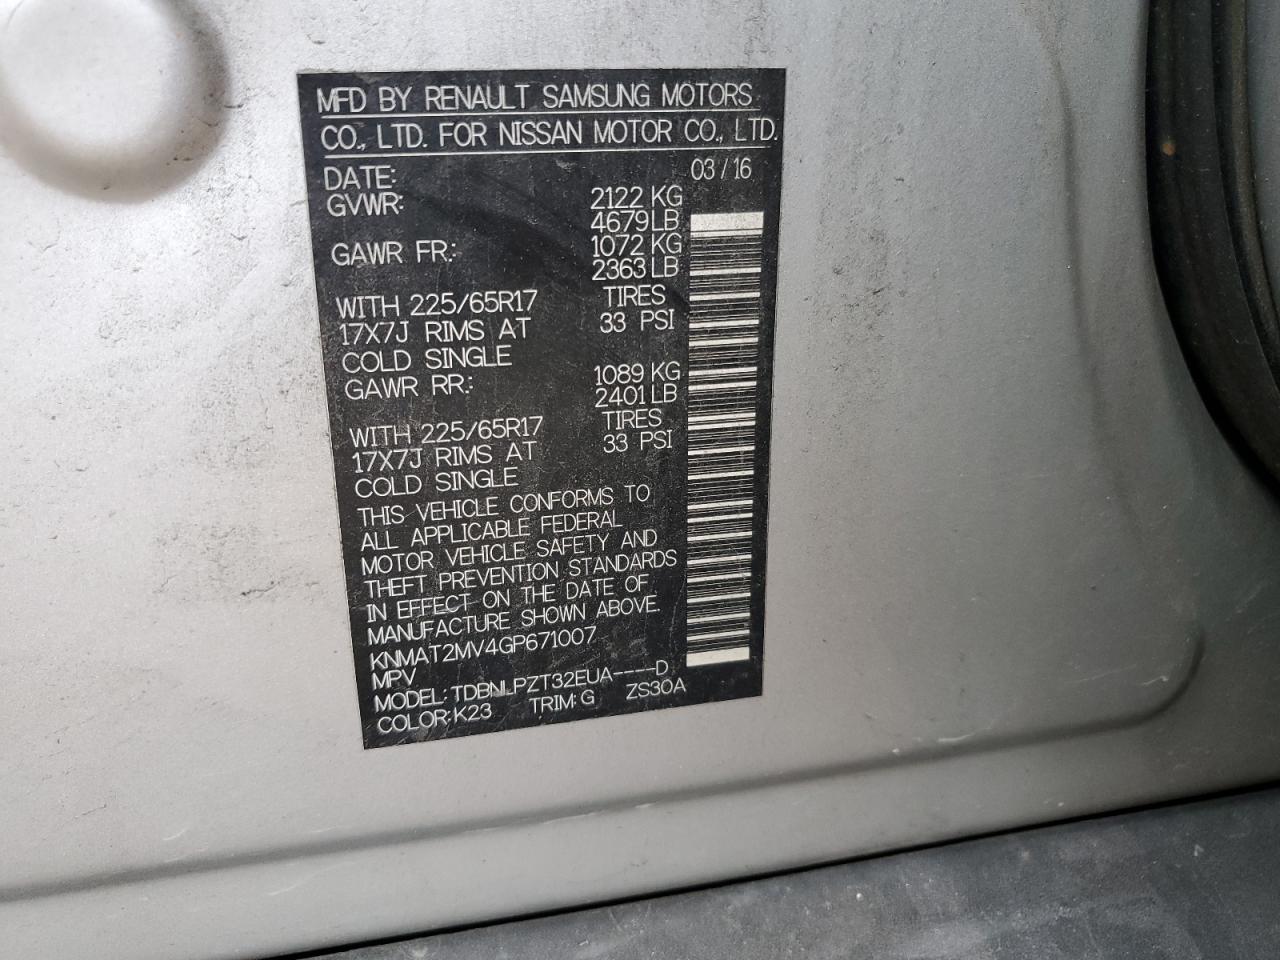 MFD BY RENAULT SAMSUNG MOTORS
CO., LTD. FOR NISSAN MOTOR CO., LTD.
DATE: 03/16
GVWR: 2122 KG
4679 LB
GAWR FR.: 1072 KG
2363 LB
WITH 225/65R17 TIRES
17X7J RIMS AT 33 PSI
COLD SINGLE
GAWR RR.: 1089 KG
2401 LB
WITH 225/65R17 TIRES
17X7J RIMS AT 33 PSI
COLD SINGLE
THIS VEHICLE CONFORMS TO
ALL APPLICABLE FEDERAL
MOTOR VEHICLE SAFETY AND
THEFT PREVENTION STANDARDS
IN EFFECT ON THE DATE OF
MANUFACTURE SHOWN ABOVE.
KNMAT2MV4GP671007
MPV
MODEL: TDBNLPZT32EUA----D
COLOR: K23 TRIM: G ZS30A